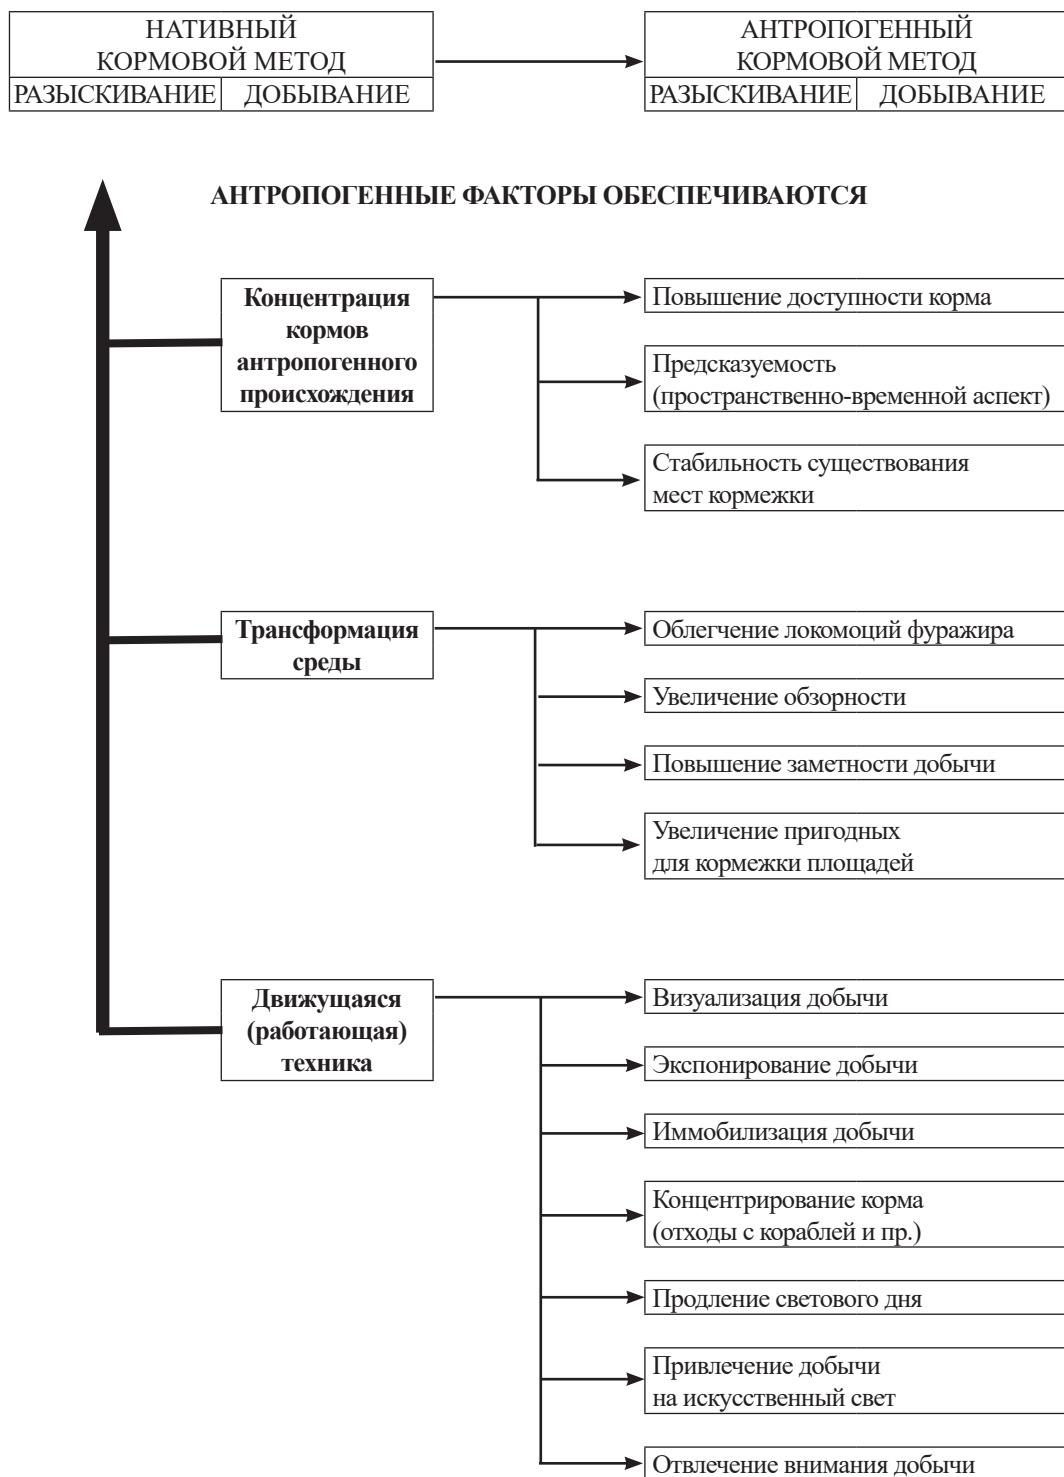 НАТИВНЫЙ
КОРМОВОЙ МЕТОД
РАЗЫСКИВАНИЕ ДОБЫВАНИЕ
АНТРОПОГЕННЫЙ
КОРМОВОЙ МЕТОД
РАЗЫСКИВАНИЕ ДОБЫВАНИЕ
АНТРОПОГЕННЫЕ ФАКТОРЫ ОБЕСПЕЧИВАЮТСЯ
Концентрация
кормов
антропогенного
происхождения
Повышение доступности корма
Предсказуемость
(пространственно-временной аспект)
Стабильность существования
мест кормежки
Трансформация
среды
Облегчение локомоций фуражира
Увеличение обзорности
Повышение заметности добычи
Увеличение пригодных
для кормежки площадей
Движущаяся
(работающая)
техника
Визуализация добычи
Экспонирование добычи
Иммобилизация добычи
Концентрирование корма
(отходы с кораблей и пр.)
Продление светового дня
Привлечение добычи
на искусственный свет
Отвлечение внимания добычи